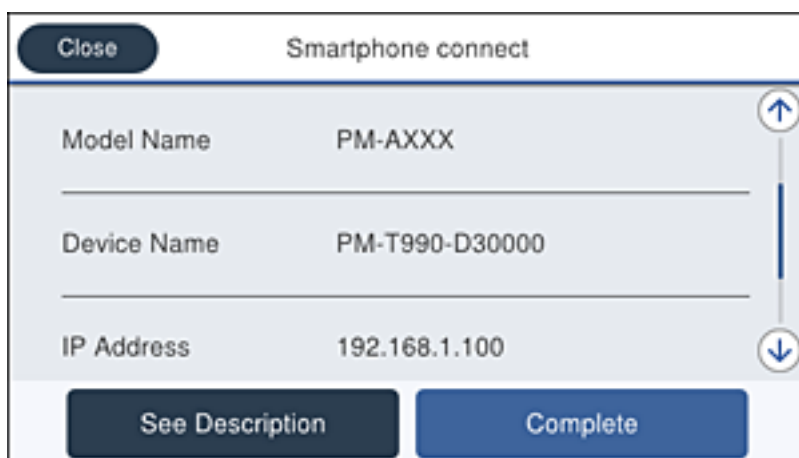 Close Smartphone connect
Model Name PM-AXXX
Device Name PM-T990-D30000
IP Address 192.168.1.100
See Description Complete